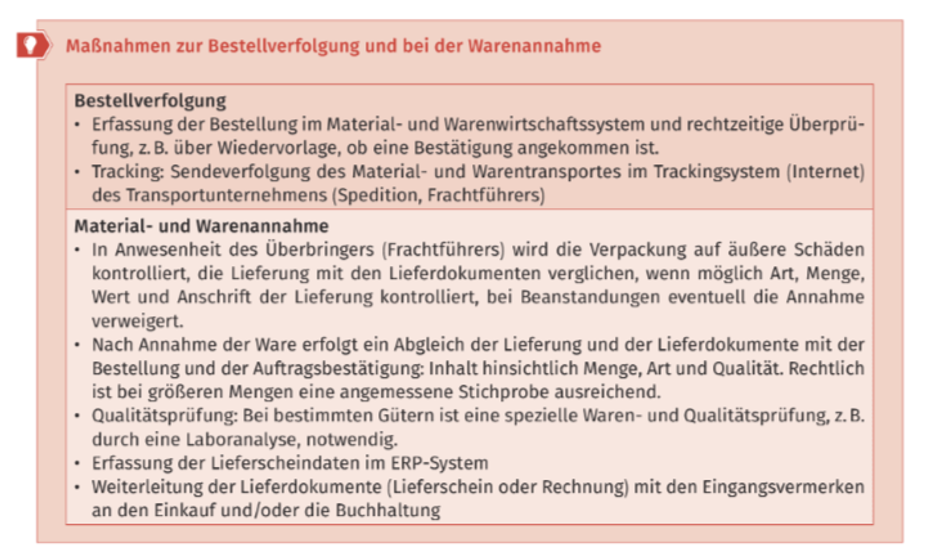 Maßnahmen zur Bestellverfolgung und bei der Warenannahme
Bestellverfolgung
• Erfassung der Bestellung im Material- und Warenwirtschaftssystem und rechtzeitige Überprü-
fung, z. B. über Wiedervorlage, ob eine Bestätigung angekommen ist.
• Tracking: Sendeverfolgung des Material- und Warentransportes im Trackingsystem (Internet)
des Transportunternehmens (Spedition, Frachtführers)
Material- und Warenannahme
• In Anwesenheit des Überbringers (Frachtführers) wird die Verpackung auf äußere Schäden
kontrolliert, die Lieferung mit den Lieferdokumenten verglichen, wenn möglich Art, Menge,
Wert und Anschrift der Lieferung kontrolliert, bei Beanstandungen eventuell die Annahme
verweigert.
• Nach Annahme der Ware erfolgt ein Abgleich der Lieferung und der Lieferdokumente mit der
Bestellung und der Auftragsbestätigung: Inhalt hinsichtlich Menge, Art und Qualität. Rechtlich
ist bei größeren Mengen eine angemessene Stichprobe ausreichend.
• Qualitätsprüfung: Bei bestimmten Gütern ist eine spezielle Waren- und Qualitätsprüfung, z. B.
durch eine Laboranalyse, notwendig.
• Erfassung der Lieferscheindaten im ERP-System
• Weiterleitung der Lieferdokumente (Lieferschein oder Rechnung) mit den Eingangsvermerken
an den Einkauf und/oder die Buchhaltung